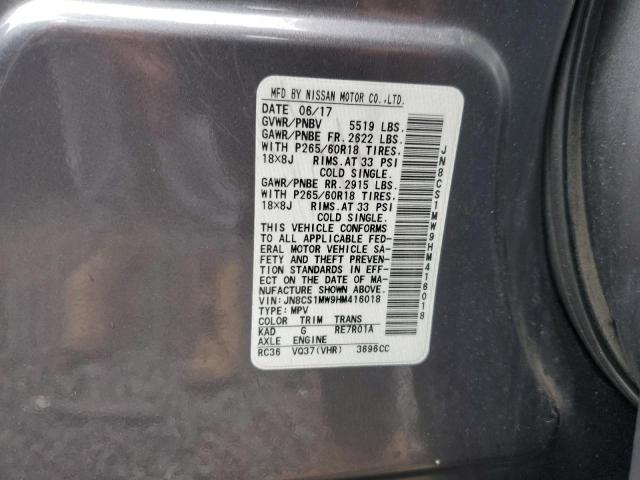 MFD BY NISSAN MOTOR CO.,LTD.
DATE 06/17
GVWR/PNBV 5519 LBS.
GAWR/PNBE FR. 2622 LBS.
WITH P265/60R18 TIRES.
18X8J RIMS.AT 33 PSI
COLD SINGLE.
GAWR/PNBE RR. 2915 LBS.
WITH P265/60R18 TIRES.
18X8J RIMS.AT 33 PSI
COLD SINGLE.
THIS VEHICLE CONFORMS
TO ALL APPLICABLE FED-
ERAL MOTOR VEHICLE SA-
FETY AND THEFT PREVEN-
TION STANDARDS IN EFF-
ECT ON THE DATE OF MA-
NUFACTURE SHOWN ABOVE.
VIN: JN8CS1MW9HM416018
TYPE: MPV
COLOR TRIM TRANS
KAD G RE7R01A
AXLE ENGINE
RC36 VQ37(VHR) 3696CC
JN8CS1MW9HM416018